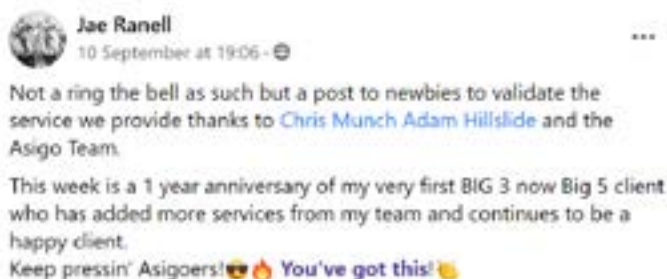 Jae Ranell
10 September at 19:06 ·
Not a ring the bell as such but a post to newbies to validate the
service we provide thanks to Chris Munch Adam Hillslide and the
Asigo Team.
This week is a 1 year anniversary of my very first BIG 3 now Big 5 client
who has added more services from my team and continues to be a
happy client.
Keep pressin' Asigoers!😎🔥 You've got this!👏